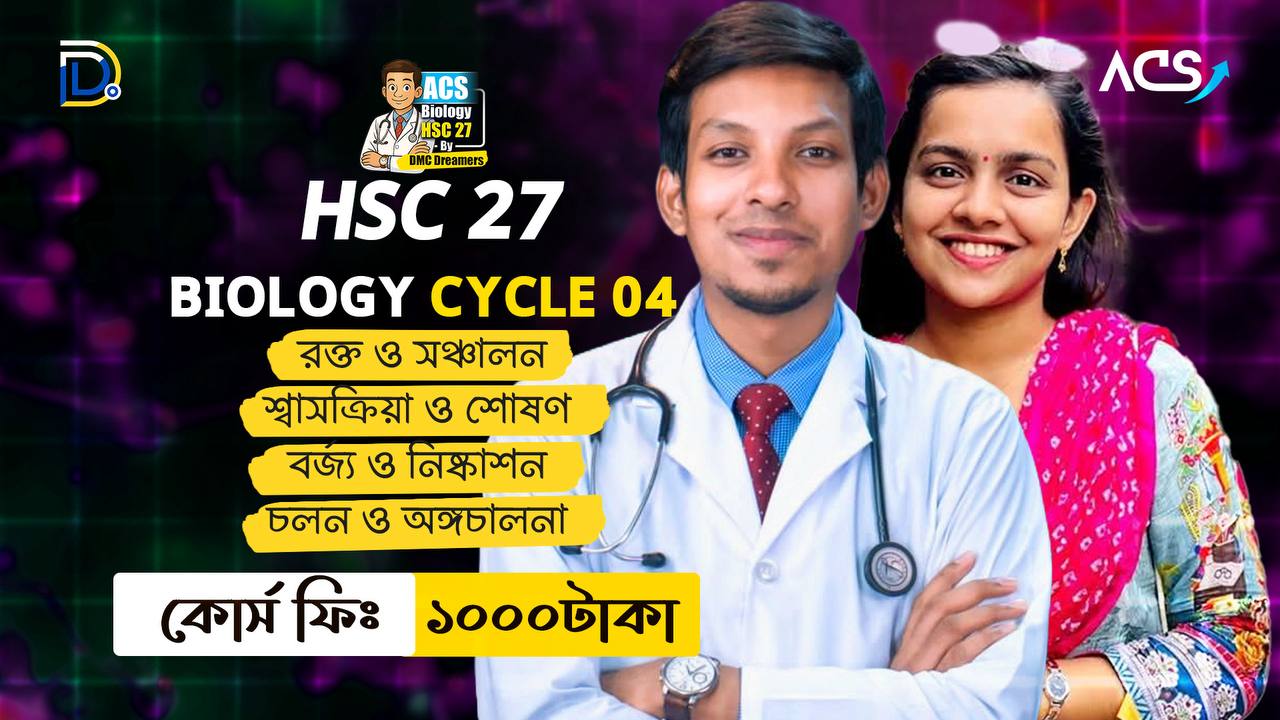 ACS
ACS
Biology
HSC 27
- By -
DMC Dreamers
HSC 27
BIOLOGY CYCLE 04
রক্ত ও সঞ্চালন
শ্বাসক্রিয়া ও শোষণ
বর্জ্য ও নিষ্কাশন
চলন ও অঙ্গচালনা
কোর্স ফিঃ ১০০০টাকা